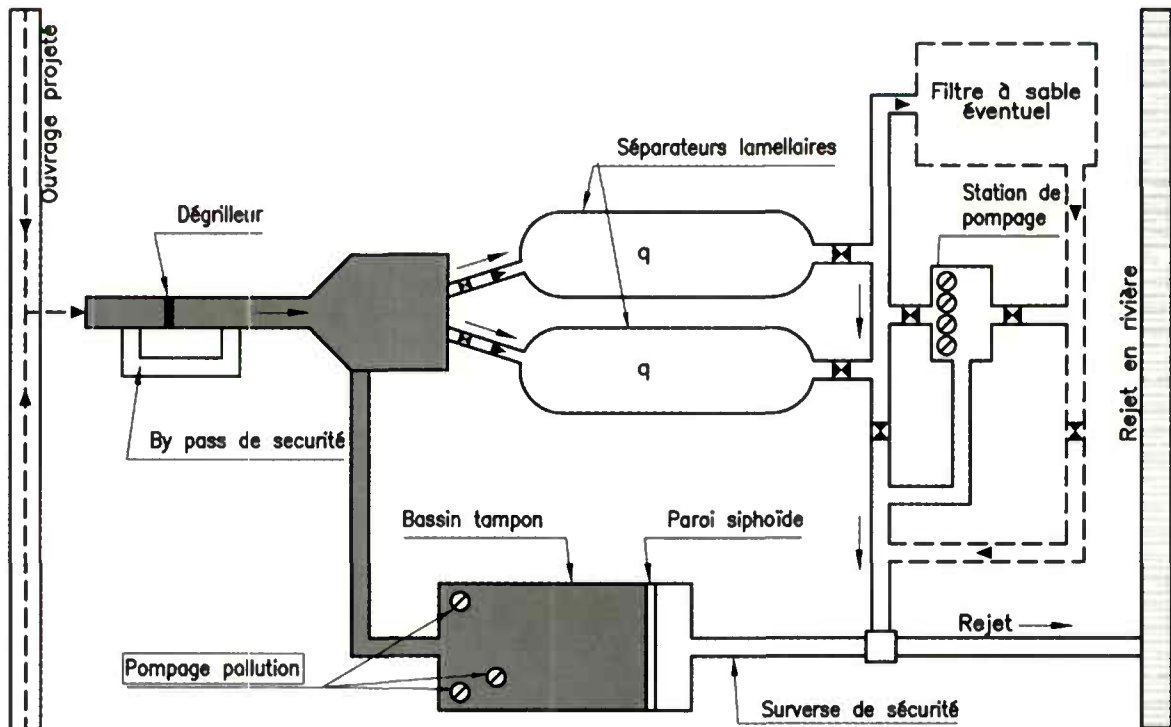 Ouvrage projeté
Filtre à sable
éventuel
Séparateurs lamellaires
Station de
pompage
Dégrilleur
q
q
Rejet en rivière
By pass de securité
Bassin tampon
Paroi siphoïde
Rejet
Pompage pallution
Surverse de sécurité